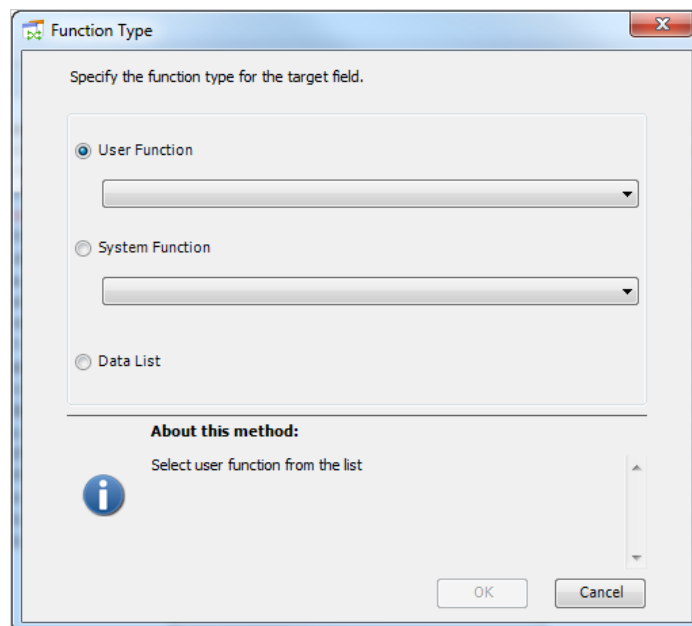 Function Type
Specify the function type for the target field.
User Function
System Function
Data List
About this method:
Select user function from the list
OK
Cancel